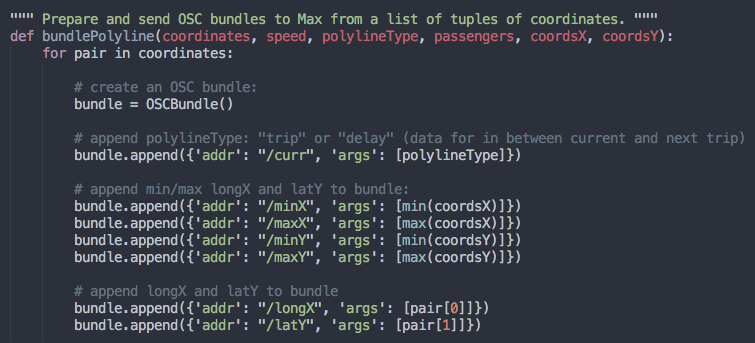 """ Prepare and send OSC bundles to Max from a list of tuples of coordinates. """
def bundlePolyline(coordinates, speed, polylineType, passengers, coordsX, coordsY):
    for pair in coordinates:

        # create an OSC bundle:
        bundle = OSCBundle()

        # append polylineType: "trip" or "delay" (data for in between current and next trip)
        bundle.append({'addr': "/curr", 'args': [polylineType]})

        # append min/max longX and latY to bundle:
        bundle.append({'addr': "/minX", 'args': [min(coordsX)]})
        bundle.append({'addr': "/maxX", 'args': [max(coordsX)]})
        bundle.append({'addr': "/minY", 'args': [min(coordsY)]})
        bundle.append({'addr': "/maxY", 'args': [max(coordsY)]})

        # append longX and latY to bundle
        bundle.append({'addr': "/longX", 'args': [pair[0]]})
        bundle.append({'addr': "/latY", 'args': [pair[1]]})